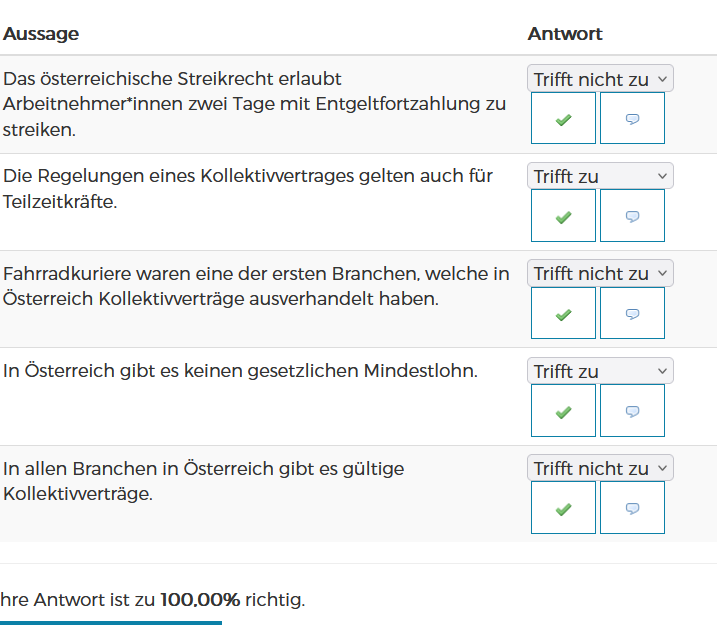 Aussage Antwort
Das österreichische Streikrecht erlaubt Trifft nicht zu
Arbeitnehmer*innen zwei Tage mit Entgeltfortzahlung zu
streiken.
Die Regelungen eines Kollektivvertrages gelten auch für Trifft zu
Teilzeitkräfte.
Fahrradkuriere waren eine der ersten Branchen, welche in Trifft nicht zu
Österreich Kollektivverträge ausverhandelt haben.
In Österreich gibt es keinen gesetzlichen Mindestlohn. Trifft zu
In allen Branchen in Österreich gibt es gültige Trifft nicht zu
Kollektivverträge.
hre Antwort ist zu 100,00% richtig.